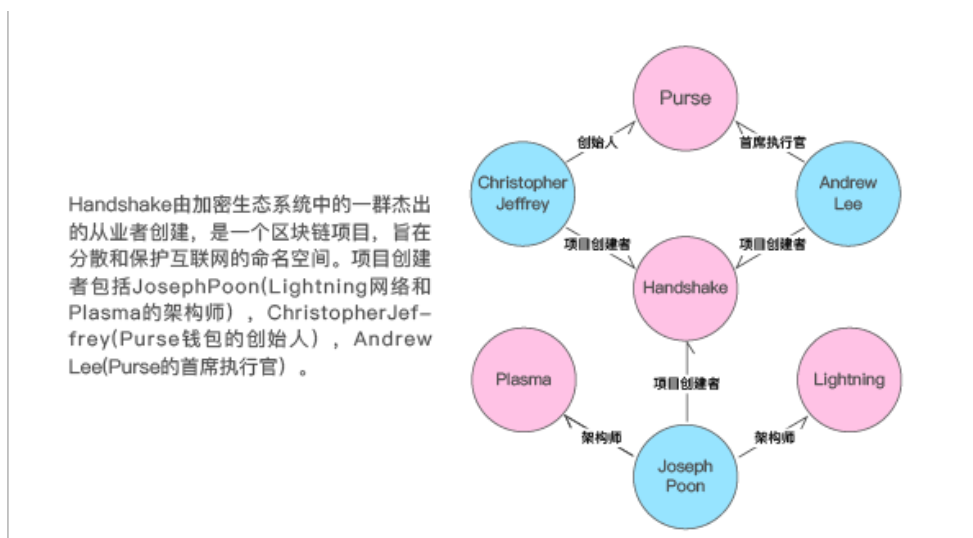 Handshake由加密生态系统中的一群杰出
的从业者创建，是一个区块链项目，旨在
分散和保护互联网的命名空间。项目创建
者包括JosephPoon(Lightning网络和
Plasma的架构师），ChristopherJef-
frey(Purse钱包的创始人），Andrew
Lee(Purse的首席执行官）。
Purse
创始人
首席执行官
Christopher
Jeffrey
Andrew
Lee
项目创建者
项目创建者
Handshake
Plasma
项目创建者
Lightning
架构师
架构师
Joseph
Poon